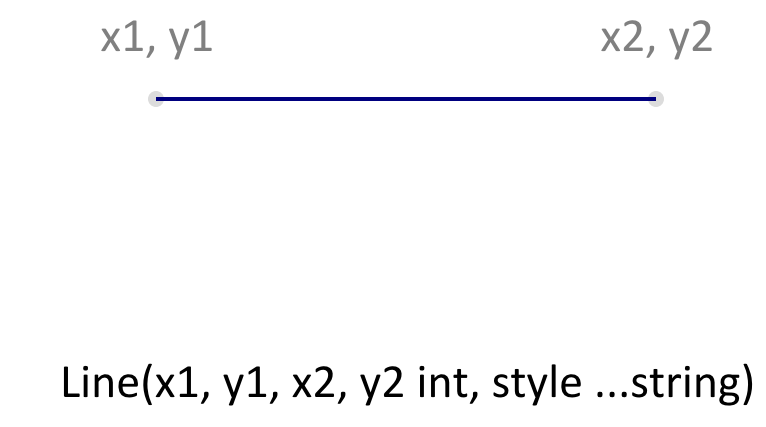 x1, y1 x2, y2
Line(x1, y1, x2, y2 int, style ...string)